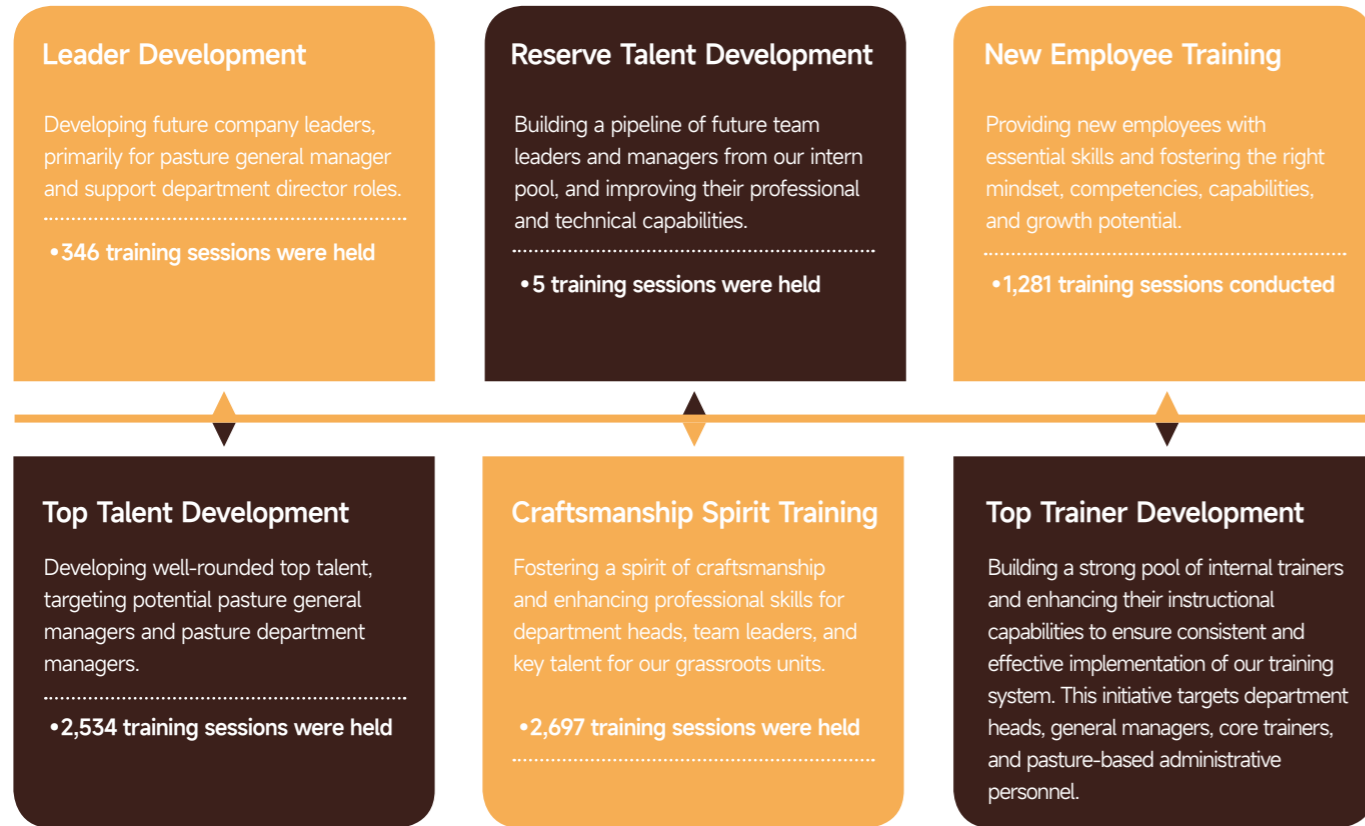 Leader Development
Developing future company leaders,
primarily for pasture general manager
and support department director roles.
•346 training sessions were held
Reserve Talent Development
Building a pipeline of future team
leaders and managers from our intern
pool, and improving their professional
and technical capabilities.
•5 training sessions were held
New Employee Training
Providing new employees with
essential skills and fostering the right
mindset, competencies, capabilities,
and growth potential.
•1,281 training sessions conducted
Top Talent Development
Developing well-rounded top talent,
targeting potential pasture general
managers and pasture department
managers.
•2,534 training sessions were held
Craftsmanship Spirit Training
Fostering a spirit of craftsmanship
and enhancing professional skills for
department heads, team leaders, and
key talent for our grassroots units.
•2,697 training sessions were held
Top Trainer Development
Building a strong pool of internal trainers
and enhancing their instructional
capabilities to ensure consistent and
effective implementation of our training
system. This initiative targets department
heads, general managers, core trainers,
and pasture-based administrative
personnel.